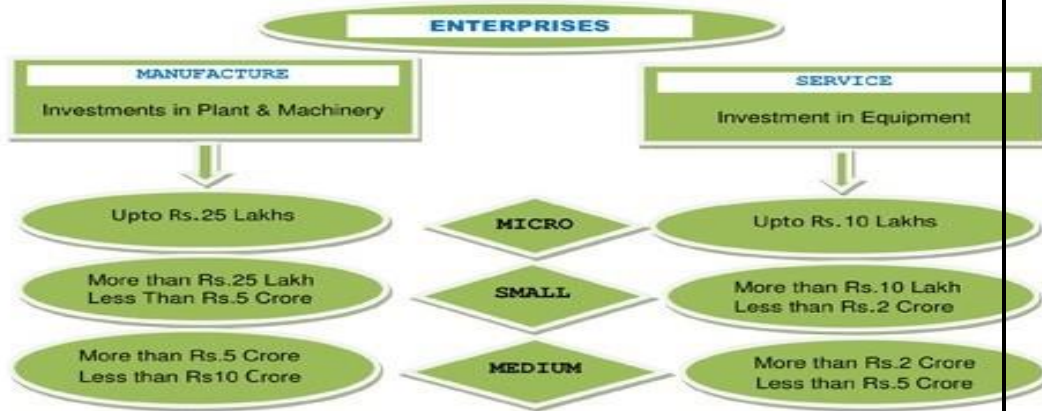 ENTERPRISES
MANUFACTURE
Investments in Plant & Machinery
SERVICE
Investment in Equipment
Upto Rs.25 Lakhs
MICRO
Upto Rs.10 Lakhs
More than Rs.25 Lakh
Less Than Rs.5 Crore
SMALL
More than Rs.10 Lakh
Less than Rs.2 Crore
More than Rs.5 Crore
Less than Rs10 Crore
MEDIUM
More than Rs.2 Crore
Less than Rs.5 Crore